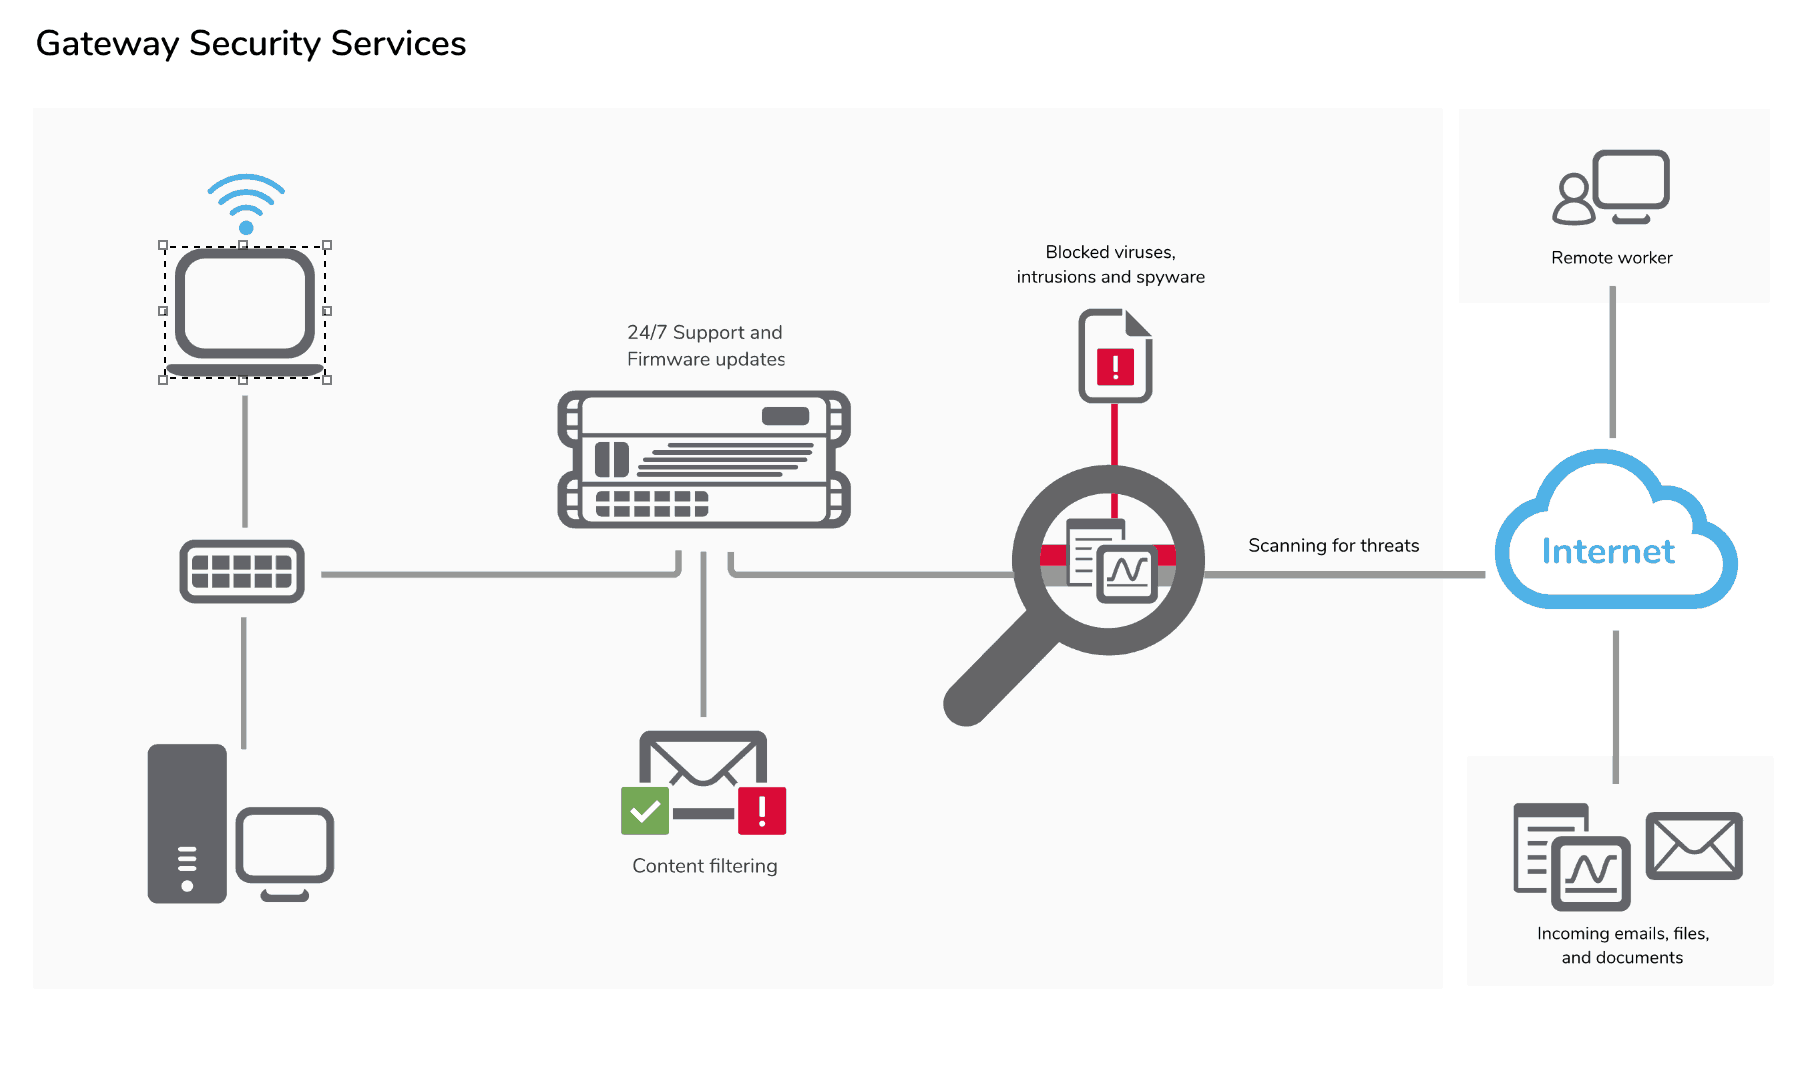 Gateway Security Services
Blocked viruses,
intrusions and spyware
Remote worker
24/7 Support and
Firmware updates
Scanning for threats
Internet
Content filtering
Incoming emails, files,
and documents